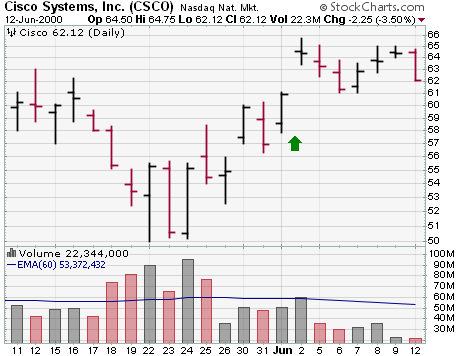 Cisco Systems, Inc. (CSCO) Nasdaq Nat. Mkt. © StockCharts.com
12-Jun-2000 Op 64.50 Hi 64.75 Lo 62.12 Cl 62.12 Vol 22.3M Chg -2.25 (-3.50%)
Cisco 62.12 (Daily)
66
65
64
63
62
61
60
59
58
57
56
55
54
53
52
51
50
Volume 22,344,000
EMA(60) 53,372,432
100M
90M
80M
70M
60M
50M
40M
30M
11 12 15 16 17 18 19 22 23 24 25 26 30 31 Jun 2 5 6 7 8 9 12